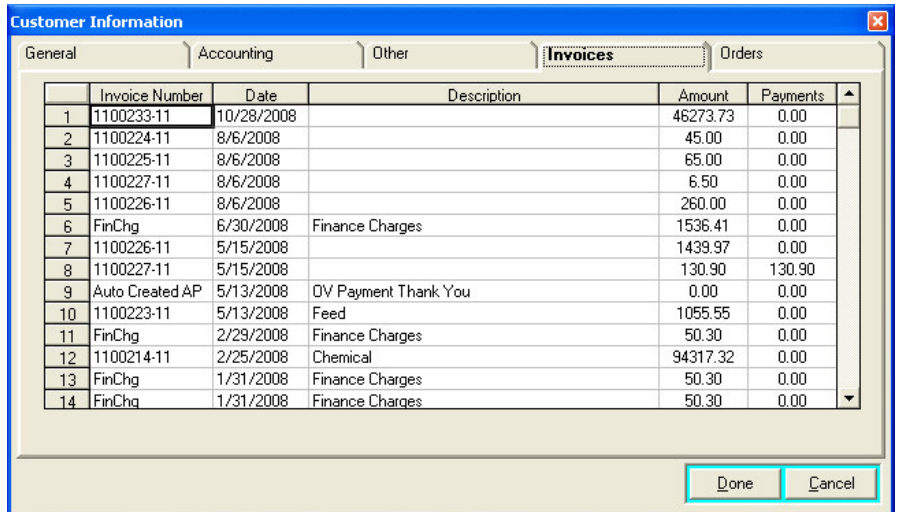 Customer Information
General Accounting Other Invoices Orders
Invoice Number Date Description Amount Payments
1 1100233-11 10/28/2008 46273.73 0.00
2 1100224-11 8/6/2008 45.00 0.00
3 1100225-11 8/6/2008 65.00 0.00
4 1100227-11 8/6/2008 6.50 0.00
5 1100226-11 8/6/2008 260.00 0.00
6 FinChg 6/30/2008 Finance Charges 1536.41 0.00
7 1100226-11 5/15/2008 1439.97 0.00
8 1100227-11 5/15/2008 130.90 130.90
9 Auto Created AP 5/13/2008 OV Payment Thank You 0.00 0.00
10 1100223-11 5/13/2008 Feed 1055.55 0.00
11 FinChg 2/29/2008 Finance Charges 50.30 0.00
12 1100214-11 2/25/2008 Chemical 94317.32 0.00
13 FinChg 1/31/2008 Finance Charges 50.30 0.00
14 FinChg 1/31/2008 Finance Charges 50.30 0.00
Done Cancel